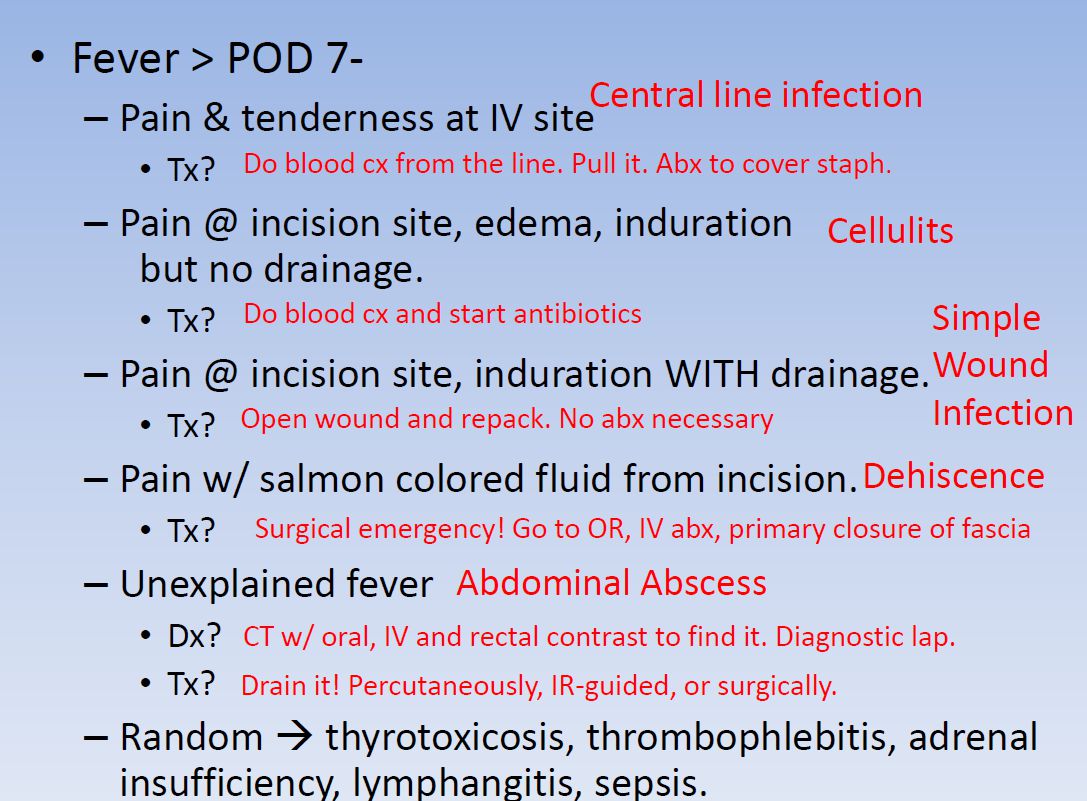 • Fever > POD 7-
– Pain & tenderness at IV site Central line infection
• Tx? Do blood cx from the line. Pull it. Abx to cover staph.
– Pain @ incision site, edema, induration Cellulits
but no drainage.
• Tx? Do blood cx and start antibiotics
– Pain @ incision site, induration WITH drainage. Simple
Wound
Infection
• Tx? Open wound and repack. No abx necessary
– Pain w/ salmon colored fluid from incision. Dehiscence
• Tx? Surgical emergency! Go to OR, IV abx, primary closure of fascia
– Unexplained fever Abdominal Abscess
• Dx? CT w/ oral, IV and rectal contrast to find it. Diagnostic lap.
• Tx? Drain it! Percutaneously, IR-guided, or surgically.
– Random → thyrotoxicosis, thrombophlebitis, adrenal
insufficiency, lymphangitis, sepsis.